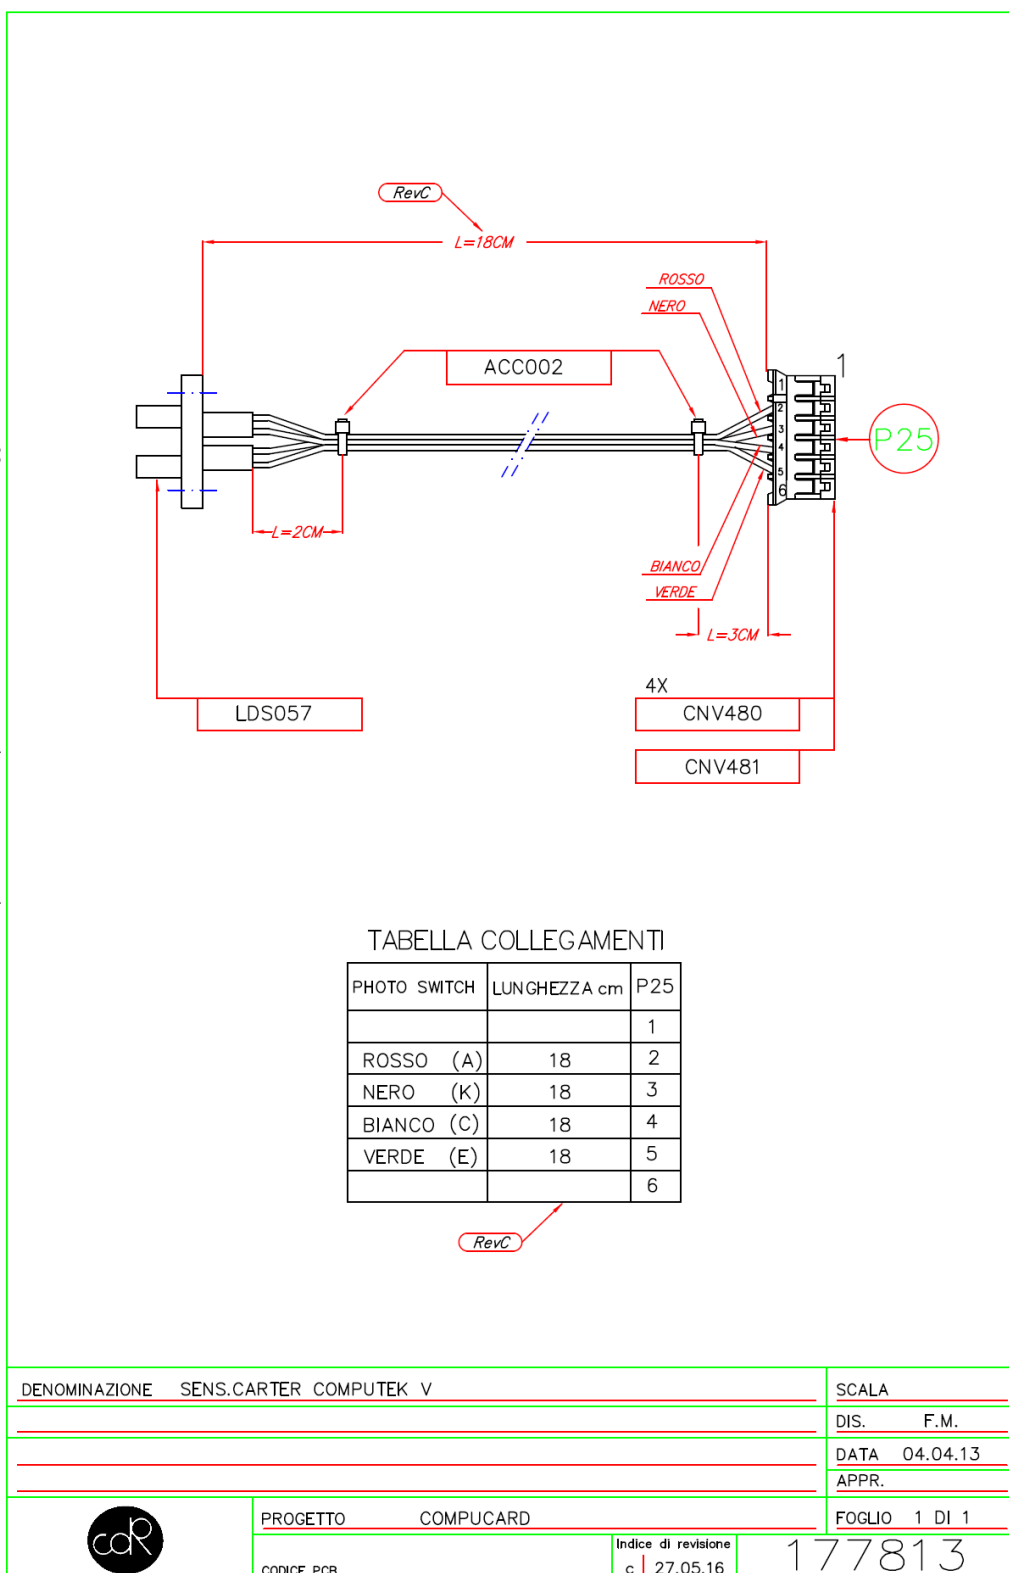 RevC
L=18CM
ROSSO
NERO
ACC002
1
1
2
3
4
5
6
P25
L=2CM
BIANCO
VERDE
L=3CM
LDS057
4X
CNV480
CNV481
TABELLA COLLEGAMENTI
PHOTO SWITCH LUNGHEZZA cm P25
1
ROSSO (A) 18 2
NERO (K) 18 3
BIANCO (C) 18 4
VERDE (E) 18 5
6
RevC
DENOMINAZIONE SENS.CARTER COMPUTEK V
SCALA
DIS. F.M.
DATA 04.04.13
APPR.
cdR
PROGETTO COMPUCARD
FOGLIO 1 DI 1
CODICE PCB
Indice di revisione
c 27.05.16
177813